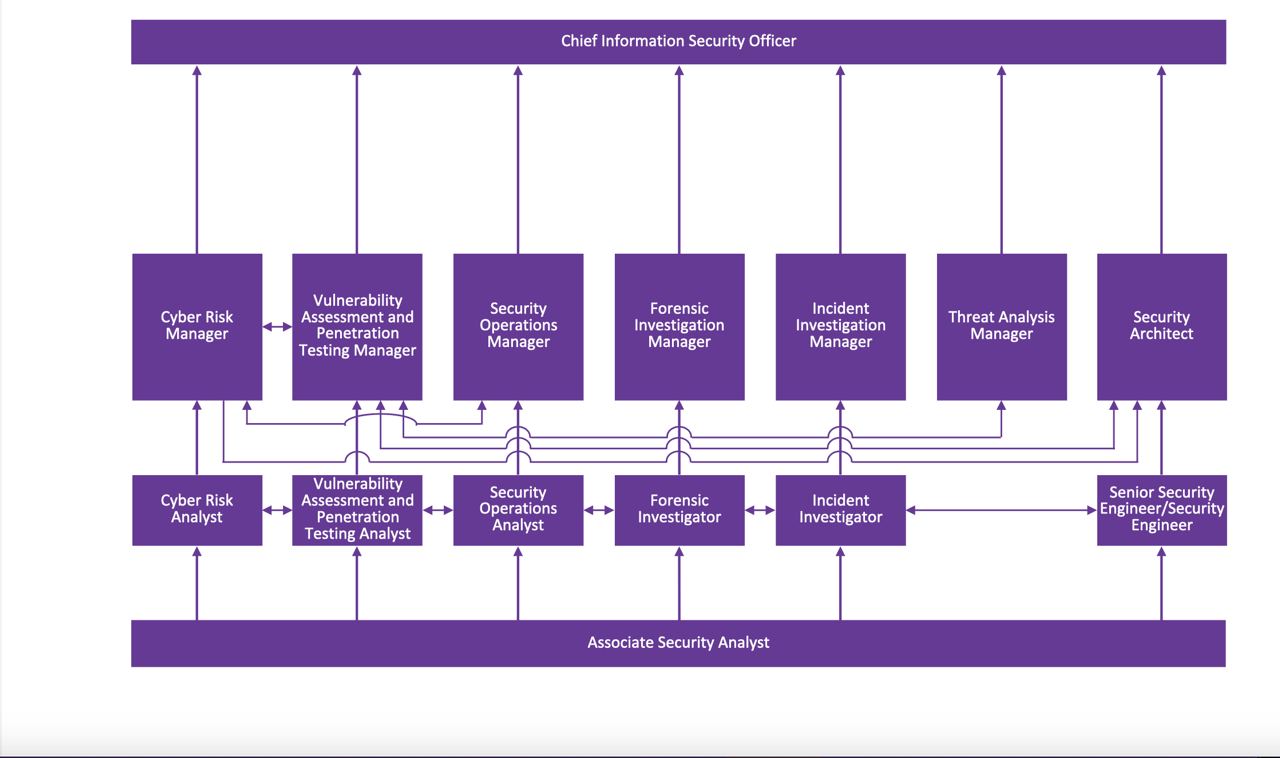 Chief Information Security Officer
Cyber Risk
Manager
Vulnerability
Assessment and
Penetration
Testing Manager
Security
Operations
Manager
Forensic
Investigation
Manager
Incident
Investigation
Manager
Threat Analysis
Manager
Security
Architect
Cyber Risk
Analyst
Vulnerability
Assessment and
Penetration
Testing Analyst
Security
Operations
Analyst
Forensic
Investigator
Incident
Investigator
Senior Security
Engineer/Security
Engineer
Associate Security Analyst